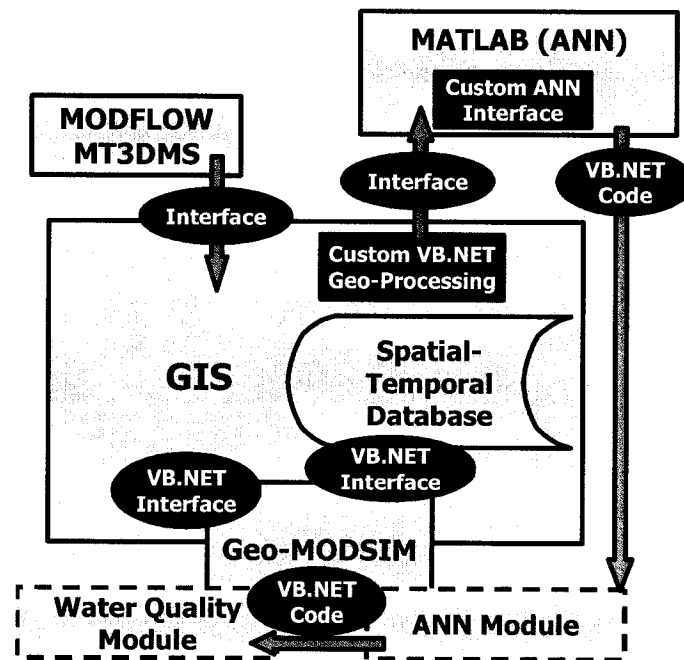 MATLAB (ANN)
Custom ANN
Interface
MODFLOW
MT3DMS
Interface
VB.NET
Code
Interface
Custom VB.NET
Geo-Processing
GIS
Spatial-
Temporal
Database
VB.NET
Interface
VB.NET
Interface
Geo-MODSIM
VB.NET
Code
Water Quality
Module
ANN Module